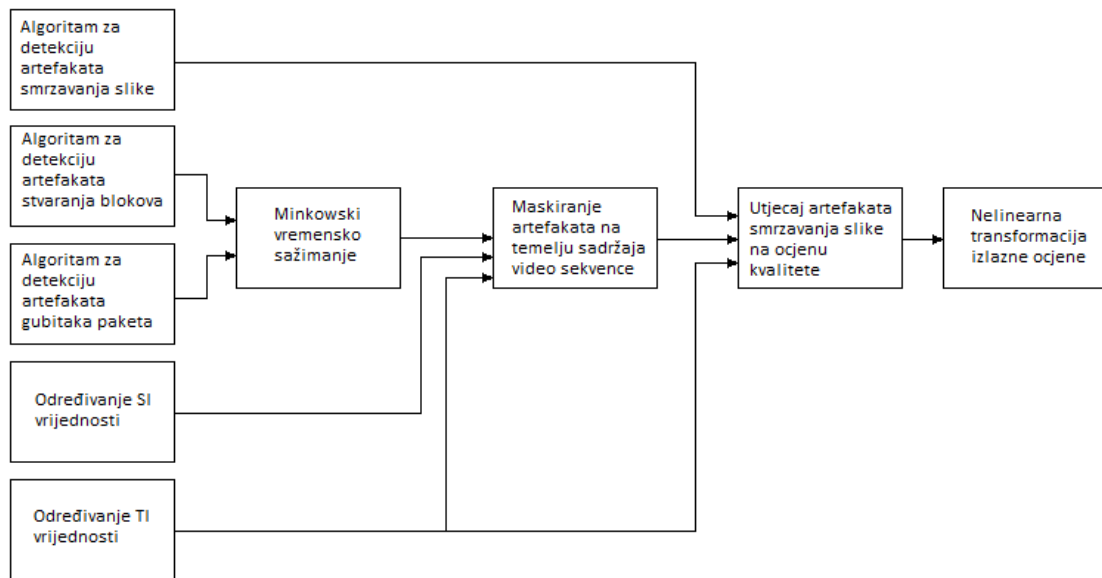 Algoritam za
detekciju
artefakata
smrzavanja slike
Algoritam za
detekciju
artefakata
stvaranja blokova
Algoritam za
detekciju
artefakata
gubitaka paketa
Određivanje SI
vrijednosti
Određivanje TI
vrijednosti
Minkowski
vremensko
sažimanje
Maskiranje
artefakata na
temelju sadržaja
video sekvence
Utjecaj artefakata
smrzavanja slike
na ocjenu
kvalitete
Nelinearna
transformacija
izlazne ocjene